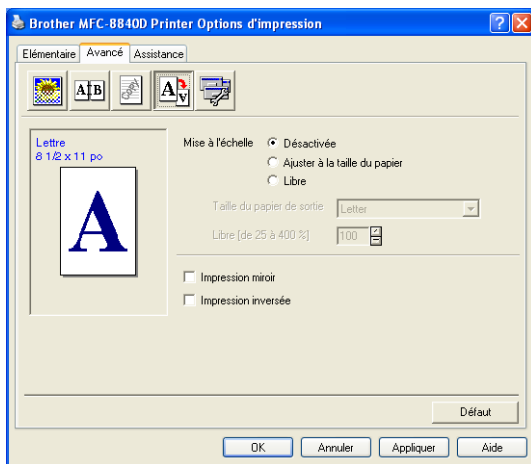 Brother MFC-8840D Printer Options d'impression
Elémentaire Avancé Assistance
Lettre
8 1/2 x 11 po
A
Mise à l'échelle Désactivée
Ajuster à la taille du papier
Libre
Taille du papier de sortie Letter
Libre [de 25 à 400 %] 100
Impression miroir
Impression inversée
Défaut
OK Annuler Appliquer Aide